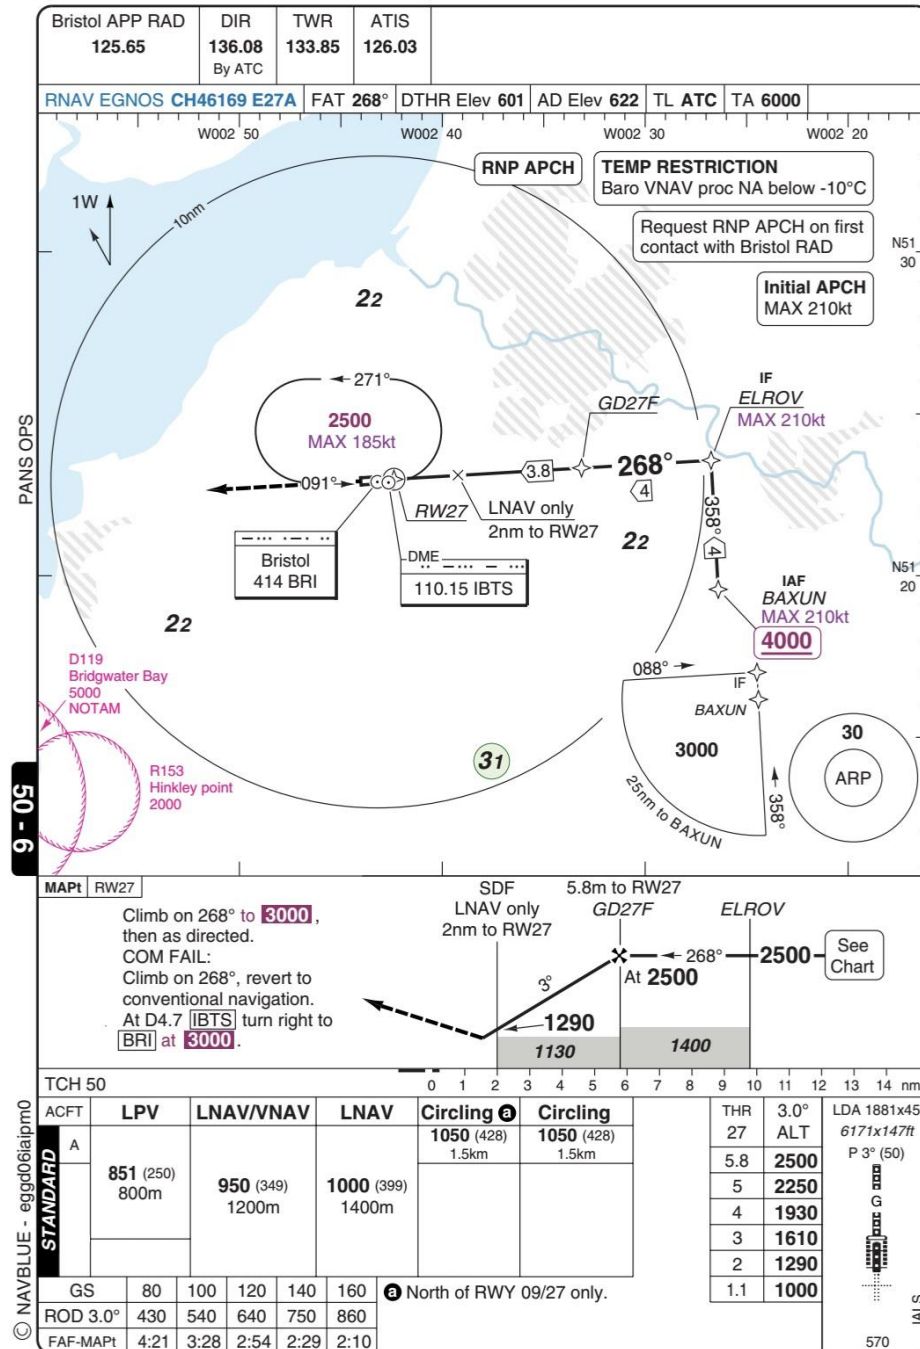 Bristol APP RAD
125.65
DIR
136.08
By ATC
TWR
133.85
ATIS
126.03
RNAV EGNOS CH46169 E27A FAT 268° DTHR Elev 601 AD Elev 622 TL ATC TA 6000
W002 50
W002 40
W002 30
W002 20
RNP APCH
TEMP RESTRICTION
Baro VNAV proc NA below -10°C
Request RNP APCH on first
contact with Bristol RAD
Initial APCH
MAX 210kt
N51
30
1W
10nm
22
271°
2500
MAX 185kt
091°
GD27F
IF
ELROV
MAX 210kt
3.8
268°
4
RW27
LNAV only
2nm to RW27
358°
4
22
Bristol
414 BRI
DME
110.15 IBTS
N51
20
IAF
BAXUN
MAX 210kt
4000
22
088°
IF
BAXUN
3000
25nm to BAXUN
358°
30
ARP
D119
Bridgwater Bay
5000
NOTAM
R153
Hinkley point
2000
31
PANS OPS
50 - 6
MAPt RW27
Climb on 268° to 3000,
then as directed.
COM FAIL:
Climb on 268°, revert to
conventional navigation.
At D4.7 IBTS turn right to
BRI at 3000.
SDF
LNAV only
2nm to RW27
5.8m to RW27
GD27F
ELROV
268°
2500
See
Chart
At 2500
3°
1290
1130
1400
TCH 50
0 1 2 3 4 5 6 7 8 9 10 11 12 13 14 nm
ACFT LPV LNAV/VNAV LNAV Circling a Circling
STANDARD
A
851 (250)
800m
950 (349)
1200m
1000 (399)
1400m
1050 (428)
1.5km
1050 (428)
1.5km
GS 80 100 120 140 160
ROD 3.0° 430 540 640 750 860
FAF-MAPt 4:21 3:28 2:54 2:29 2:10
a North of RWY 09/27 only.
THR 3.0°
27 ALT
5.8 2500
5 2250
4 1930
3 1610
2 1290
1.1 1000
LDA 1881x45
6171x147ft
P 3° (50)
G
570
IALS
© NAVBLUE - eggd06iaipm0